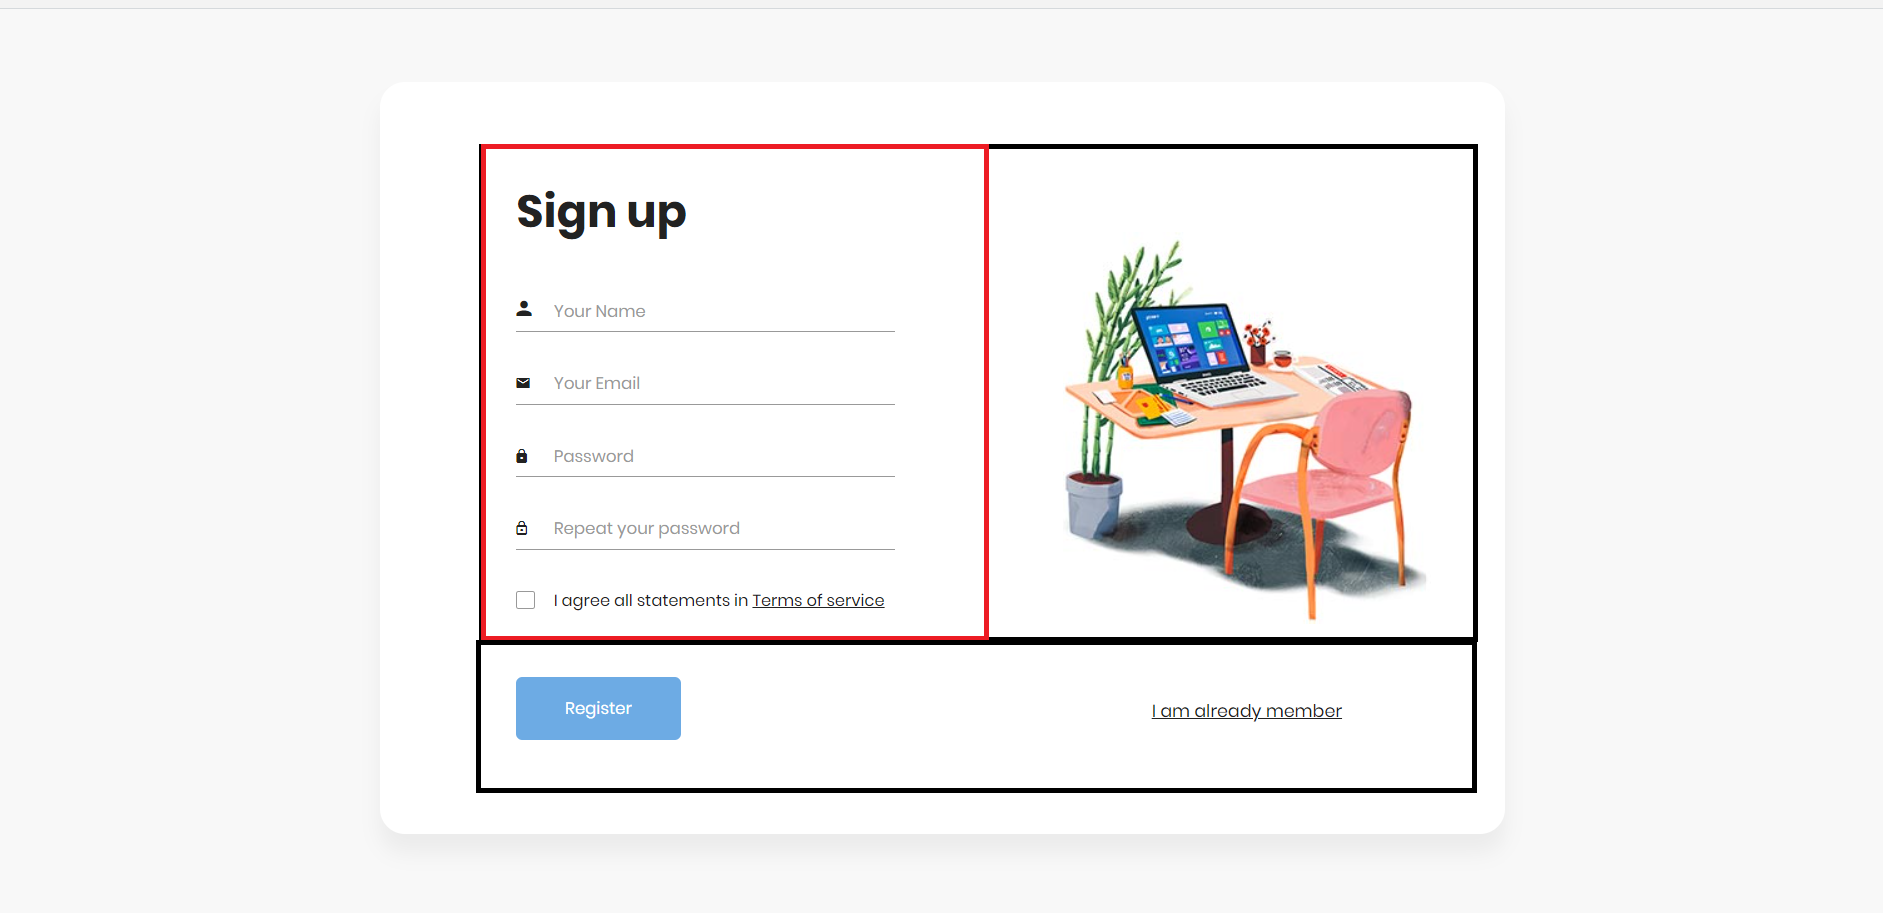 Sign up
Your Name
Your Email
Password
Repeat your password
I agree all statements in Terms of service
Register
I am already member